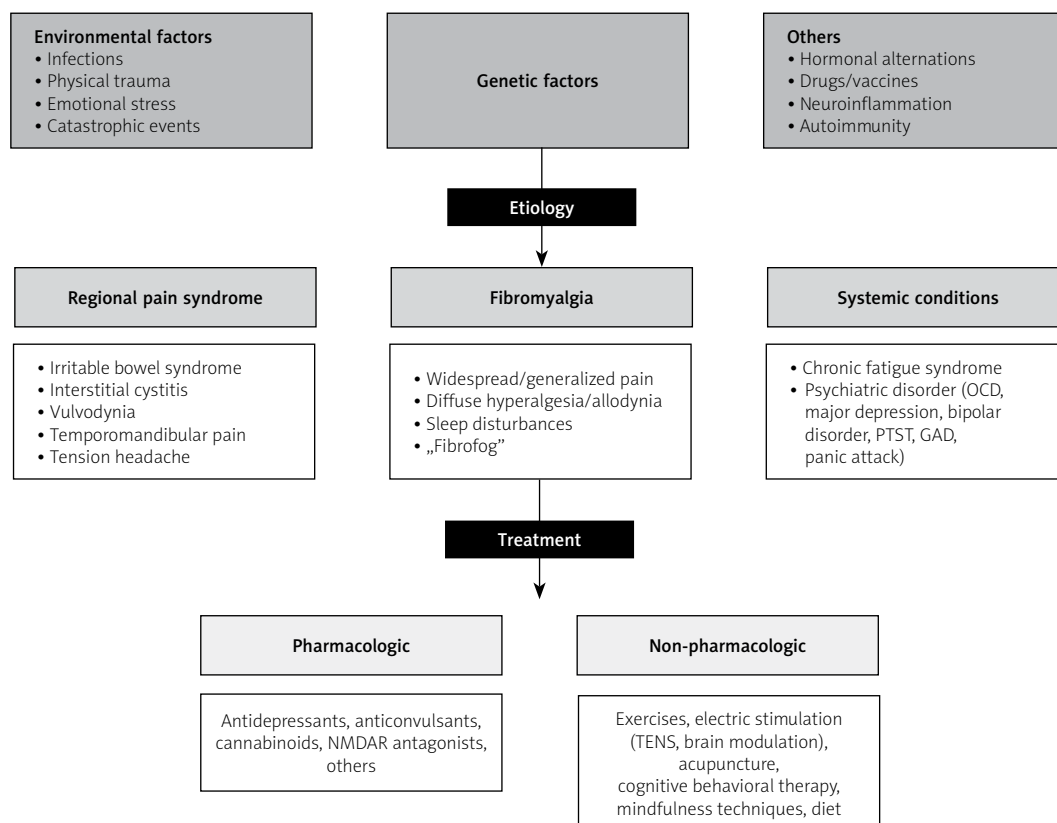 Environmental factors
• Infections
• Physical trauma
• Emotional stress
• Catastrophic events
Genetic factors
Others
• Hormonal alternations
• Drugs/vaccines
• Neuroinflammation
• Autoimmunity
Etiology
Regional pain syndrome
• Irritable bowel syndrome
• Interstitial cystitis
• Vulvodynia
• Temporomandibular pain
• Tension headache
Fibromyalgia
• Widespread/generalized pain
• Diffuse hyperalgesia/allodynia
• Sleep disturbances
• „Fibrofog”
Systemic conditions
• Chronic fatigue syndrome
• Psychiatric disorder (OCD,
major depression, bipolar
disorder, PTST, GAD,
panic attack)
Treatment
Pharmacologic
Antidepressants, anticonvulsants,
cannabinoids, NMDAR antagonists,
others
Non-pharmacologic
Exercises, electric stimulation
(TENS, brain modulation),
acupuncture,
cognitive behavioral therapy,
mindfulness techniques, diet